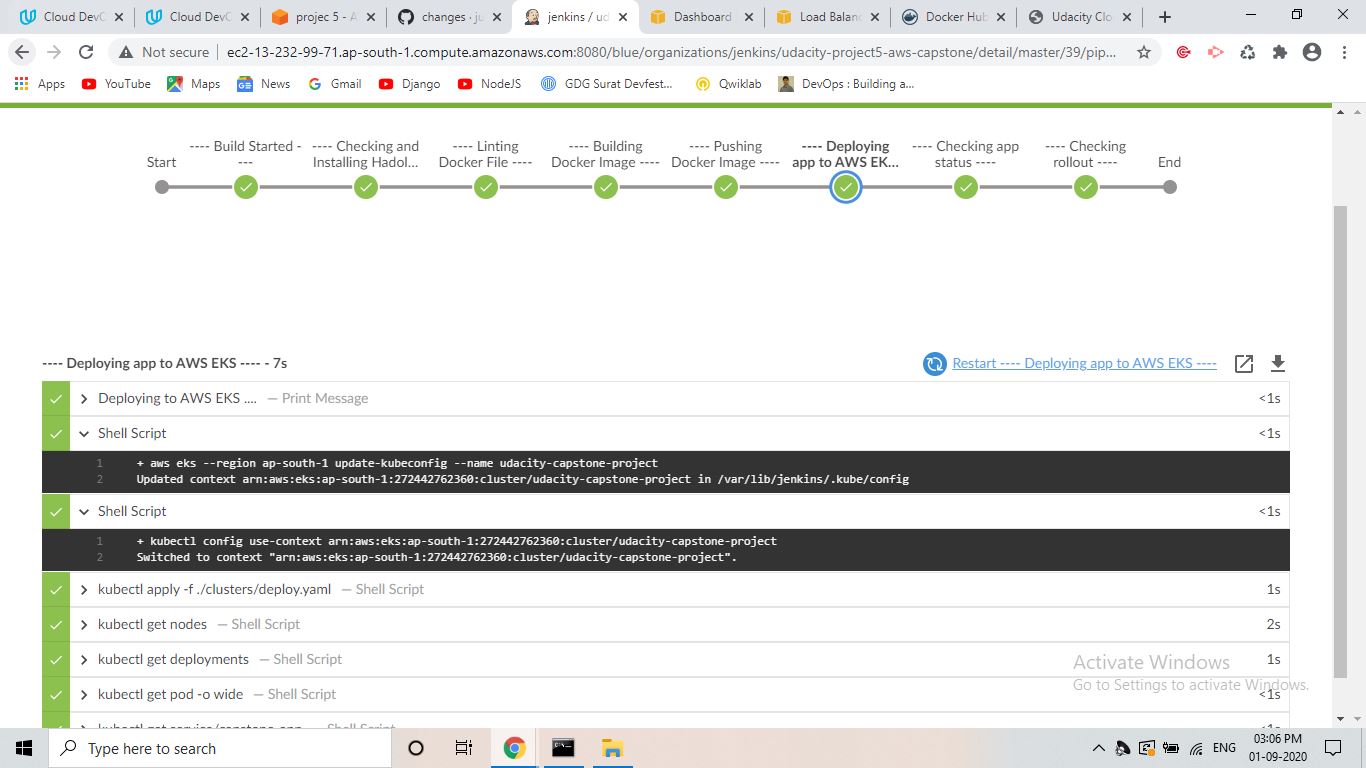 Cloud DevC
Cloud DevC
projec 5 - A
changes · ju
jenkins / ud
Dashboard
Load Balanc
Docker Hub
Udacity Clo
Not secure
ec2-13-232-99-71.ap-south-1.compute.amazonaws.com:8080/blue/organizations/jenkins/udacity-project5-aws-capstone/detail/master/39/pip...
Apps
YouTube
Maps
News
Gmail
Django
NodeJS
GDG Surat Devfest...
Qwiklab
DevOps : Building a...
Start
---- Build Started -
---
---- Checking and
Installing Hadol...
---- Linting
Docker File ----
---- Building
Docker Image ----
---- Pushing
Docker Image ----
---- Deploying
app to AWS EK...
---- Checking app
status ----
---- Checking
rollout ----
End
---- Deploying app to AWS EKS ---- - 7s
Restart ---- Deploying app to AWS EKS ----
Deploying to AWS EKS .... — Print Message <1s
Shell Script <1s
1 + aws eks --region ap-south-1 update-kubeconfig --name udacity-capstone-project
2 Updated context arn:aws:eks:ap-south-1:272442762360:cluster/udacity-capstone-project in /var/lib/jenkins/.kube/config
Shell Script <1s
1 + kubectl config use-context arn:aws:eks:ap-south-1:272442762360:cluster/udacity-capstone-project
2 Switched to context "arn:aws:eks:ap-south-1:272442762360:cluster/udacity-capstone-project".
kubectl apply -f ./clusters/deploy.yaml — Shell Script 1s
kubectl get nodes — Shell Script 2s
kubectl get deployments — Shell Script 1s
Activate Windows
Go to Settings to activate Windows.
kubectl get pod -o wide — Shell Script <1s
kubectl get service/capstone-app — Shell Script <1s
Type here to search
ENG
03:06 PM
01-09-2020